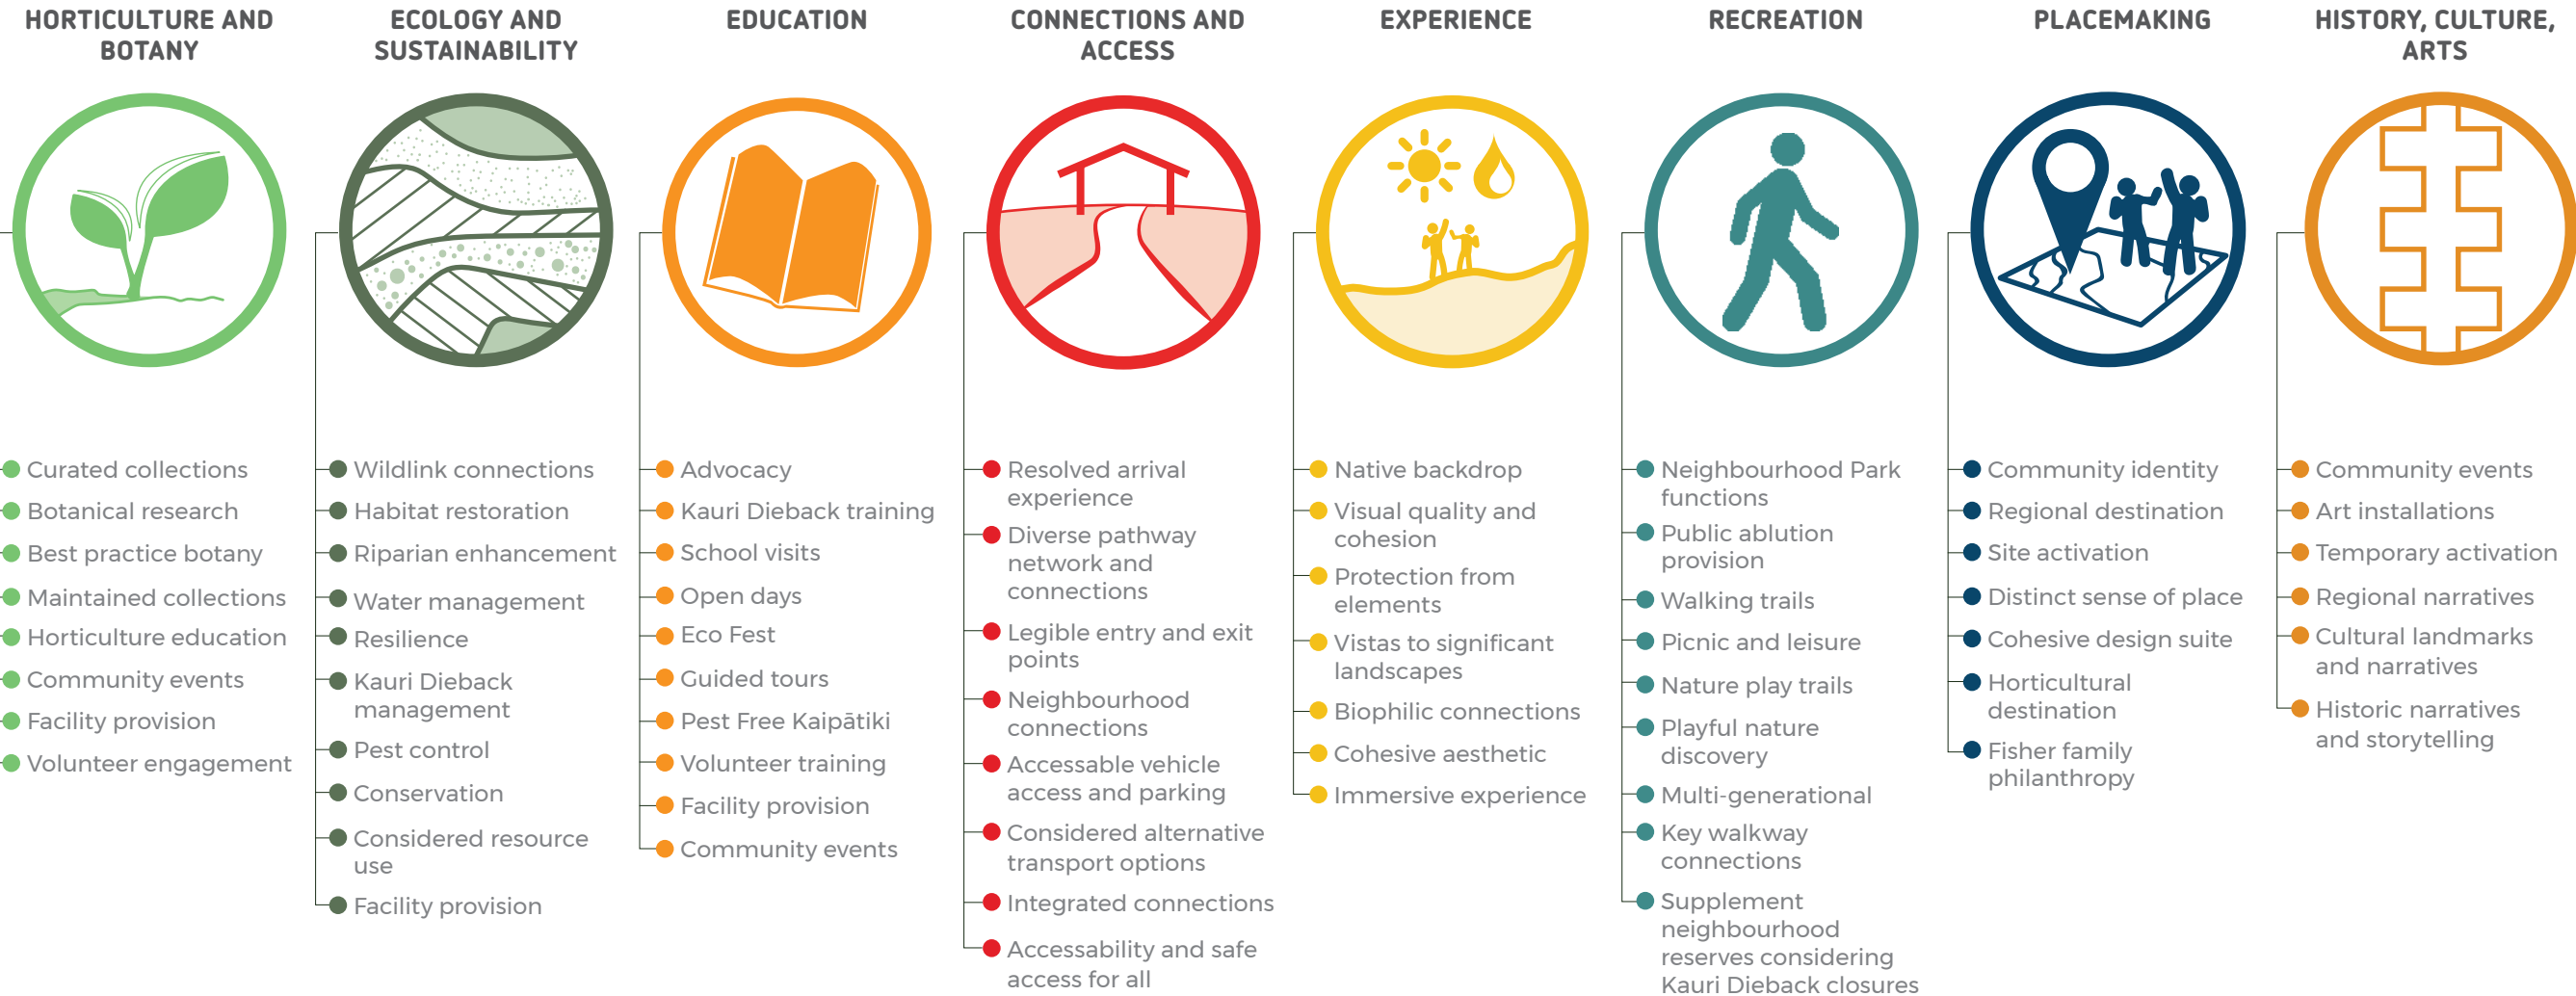 HORTICULTURE AND
BOTANY
Curated collections
Botanical research
Best practice botany
Maintained collections
Horticulture education
Community events
Facility provision
Volunteer engagement
ECOLOGY AND
SUSTAINABILITY
Wildlink connections
Habitat restoration
Riparian enhancement
Water management
Resilience
Kauri Dieback
management
Pest control
Conservation
Considered resource
use
Facility provision
EDUCATION
Advocacy
Kauri Dieback training
School visits
Open days
Eco Fest
Guided tours
Pest Free Kaipātiki
Volunteer training
Facility provision
Community events
CONNECTIONS AND
ACCESS
Resolved arrival
experience
Diverse pathway
network and
connections
Legible entry and exit
points
Neighbourhood
connections
Accessable vehicle
access and parking
Considered alternative
transport options
Integrated connections
Accessability and safe
access for all
EXPERIENCE
Native backdrop
Visual quality and
cohesion
Protection from
elements
Vistas to significant
landscapes
Biophilic connections
Cohesive aesthetic
Immersive experience
RECREATION
Neighbourhood Park
functions
Public ablution
provision
Walking trails
Picnic and leisure
Nature play trails
Playful nature
discovery
Multi-generational
Key walkway
connections
Supplement
neighbourhood
reserves considering
Kauri Dieback closures
PLACEMAKING
Community identity
Regional destination
Site activation
Distinct sense of place
Cohesive design suite
Horticultural
destination
Fisher family
philanthropy
HISTORY, CULTURE,
ARTS
Community events
Art installations
Temporary activation
Regional narratives
Cultural landmarks
and narratives
Historic narratives
and storytelling